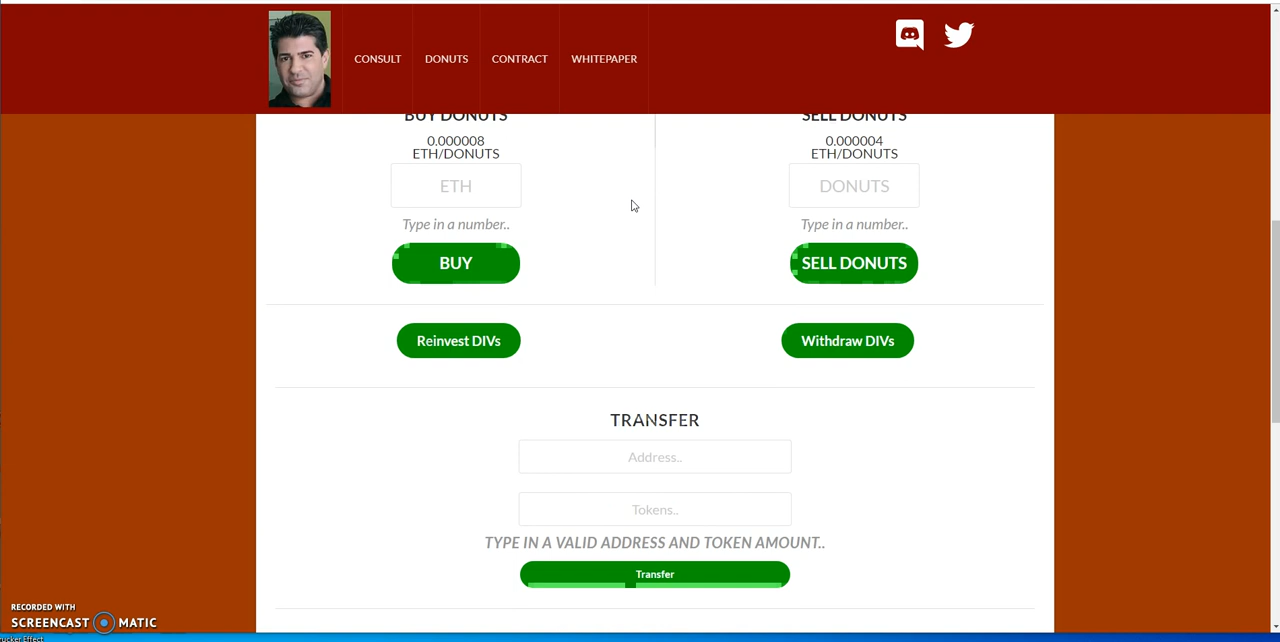 CONSULT
DONUTS
CONTRACT
WHITEPAPER
BUY DONUTS
0.000008
ETH/DONUTS
ETH
Type in a number..
BUY
SELL DONUTS
0.000004
ETH/DONUTS
DONUTS
Type in a number..
SELL DONUTS
Reinvest DIVs
Withdraw DIVs
TRANSFER
Address..
Tokens..
TYPE IN A VALID ADDRESS AND TOKEN AMOUNT..
Transfer
RECORDED WITH
SCREENCAST MATIC
rucker Effect